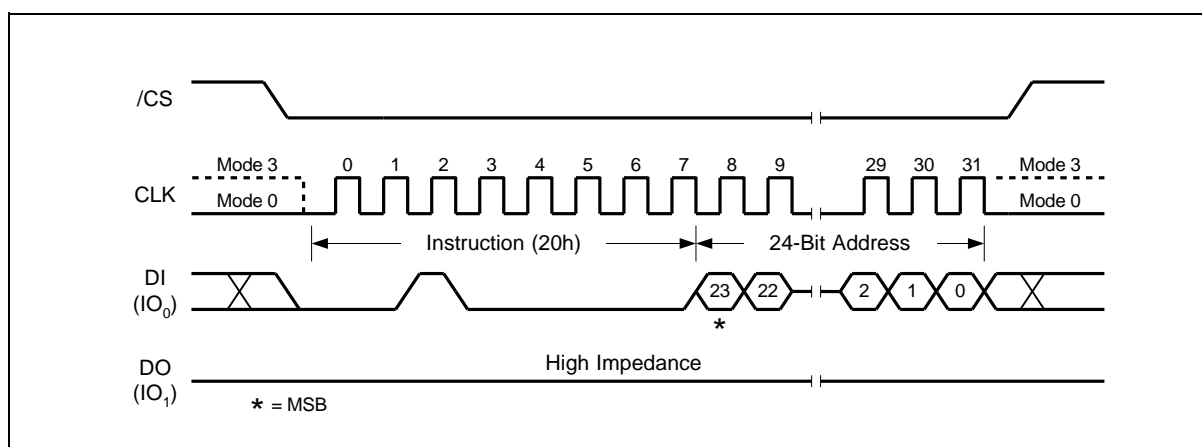 /CS
Mode 3 0 1 2 3 4 5 6 7 8 9 29 30 31 Mode 3
CLK
Mode 0 Mode 0
Instruction (20h) 24-Bit Address
DI
(IO0)
23 22 2 1 0
*
High Impedance
DO
(IO1)
* = MSB